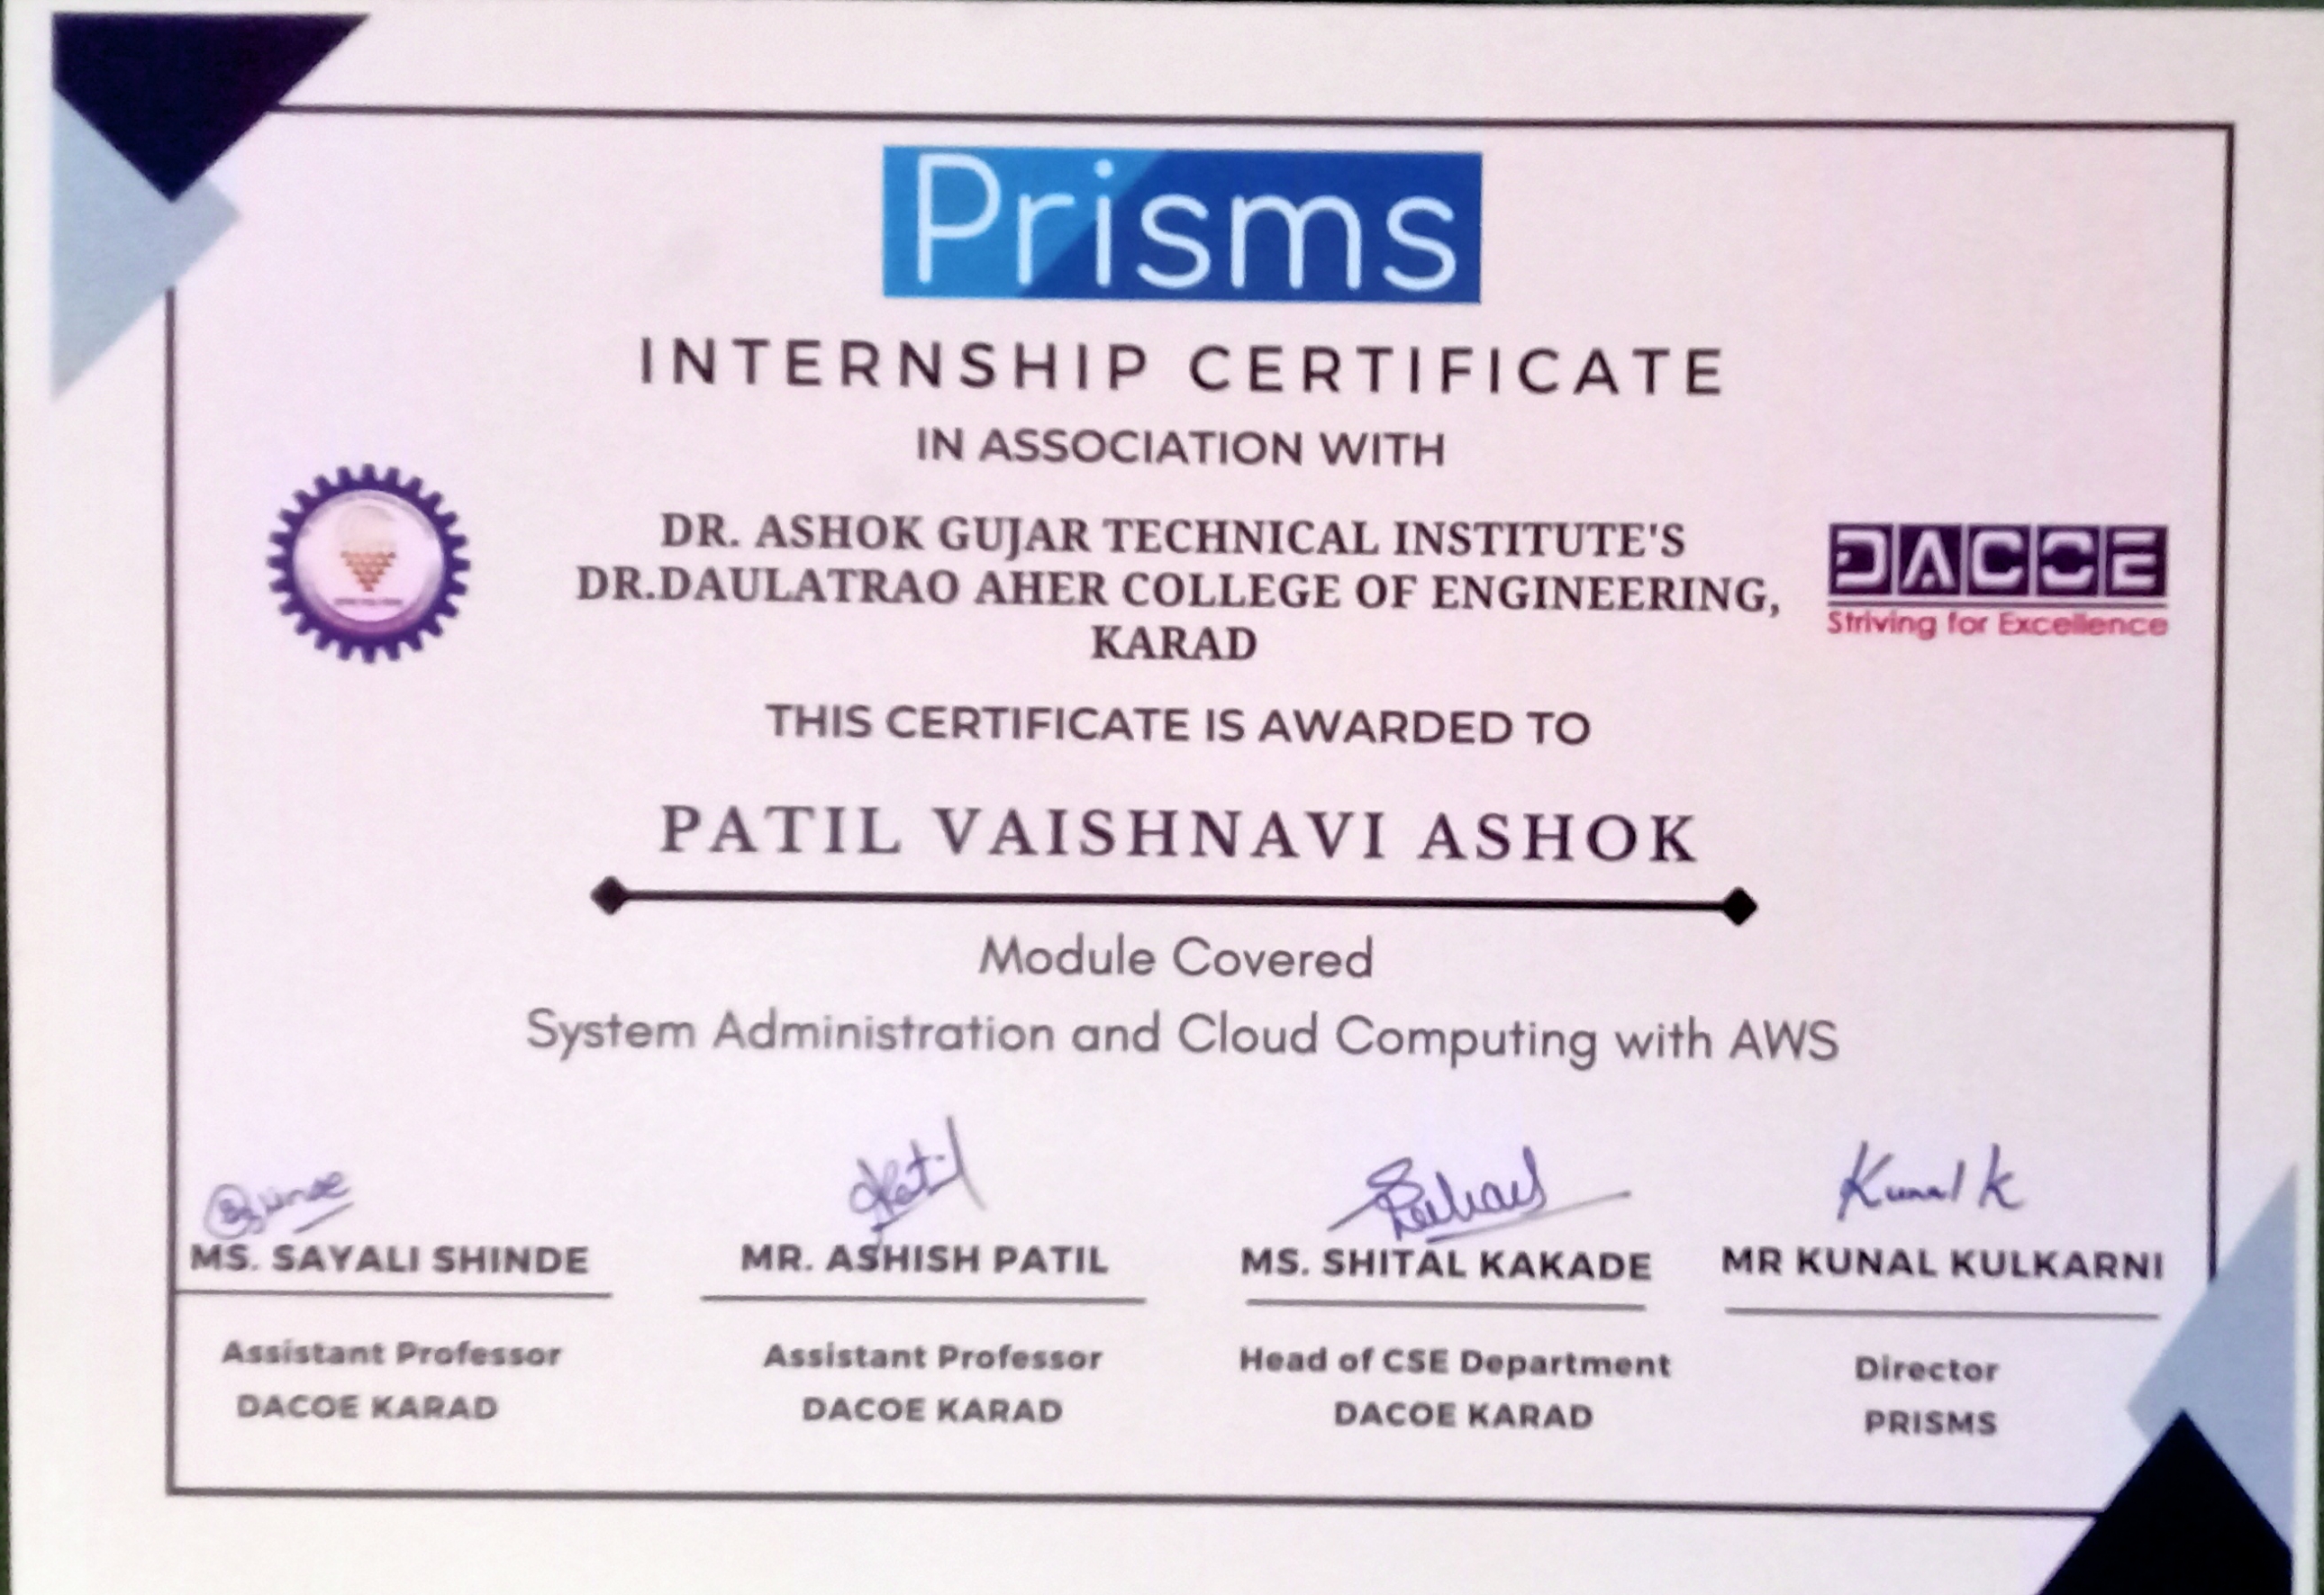 Prisms
INTERNSHIP CERTIFICATE
IN ASSOCIATION WITH
DR. ASHOK GUJAR TECHNICAL INSTITUTE'S
DR.DAULATRAO AHER COLLEGE OF ENGINEERING,
KARAD
DACOE
Striving for Excellence
THIS CERTIFICATE IS AWARDED TO
PATIL VAISHNAVI ASHOK
Module Covered
System Administration and Cloud Computing with AWS
Kunal K
MS. SAYALI SHINDE
Assistant Professor
DACOE KARAD
MR. ASHISH PATIL
Assistant Professor
DACOE KARAD
MS. SHITAL KAKADE
Head of CSE Department
DACOE KARAD
MR KUNAL KULKARNI
Director
PRISMS